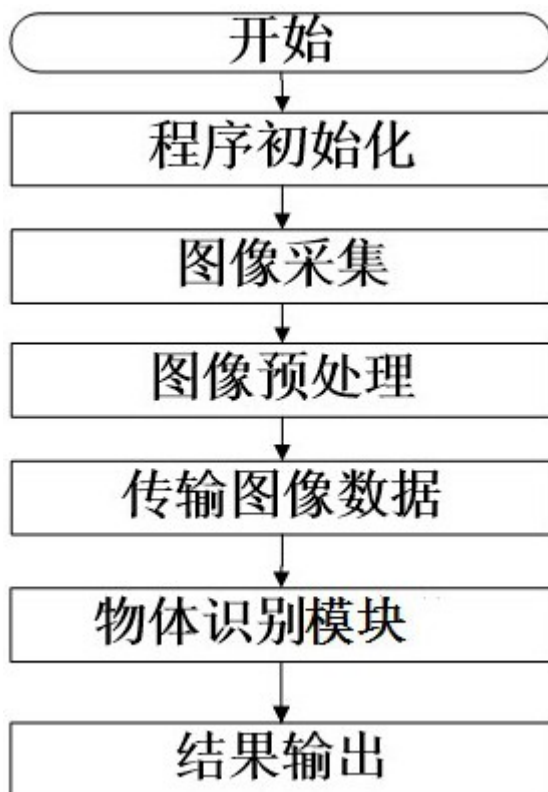 开始
程序初始化
图像采集
图像预处理
传输图像数据
物体识别模块
结果输出